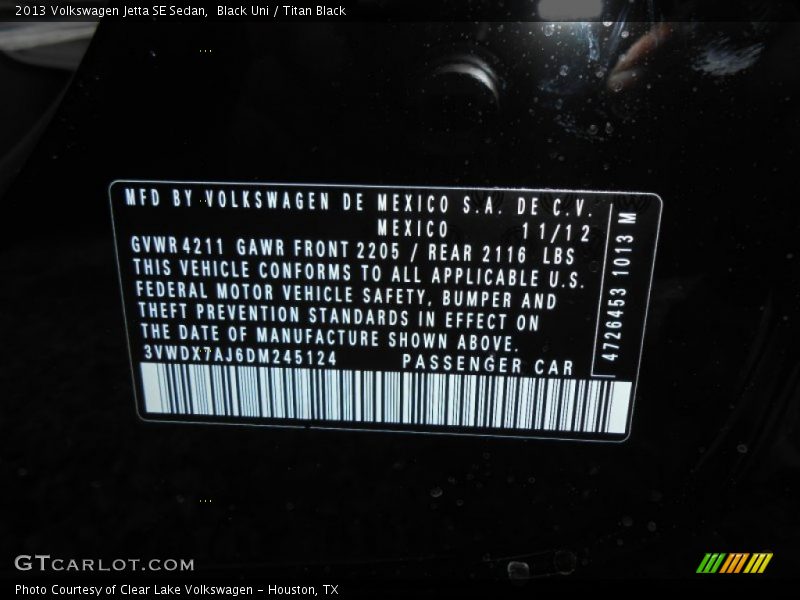 2013 Volkswagen Jetta SE Sedan,  Black Uni / Titan Black
MFD BY VOLKSWAGEN DE MEXICO S.A. DE C.V.
MEXICO 11/12
GVWR 4211 GAWR FRONT 2205 / REAR 2116 LBS
THIS VEHICLE CONFORMS TO ALL APPLICABLE U.S.
FEDERAL MOTOR VEHICLE SAFETY, BUMPER AND
THEFT PREVENTION STANDARDS IN EFFECT ON
THE DATE OF MANUFACTURE SHOWN ABOVE.
3VWDX7AJ6DM245124 PASSENGER CAR
4726453 1013 M
GTCARLOT.COM
Photo Courtesy of Clear Lake Volkswagen - Houston, TX